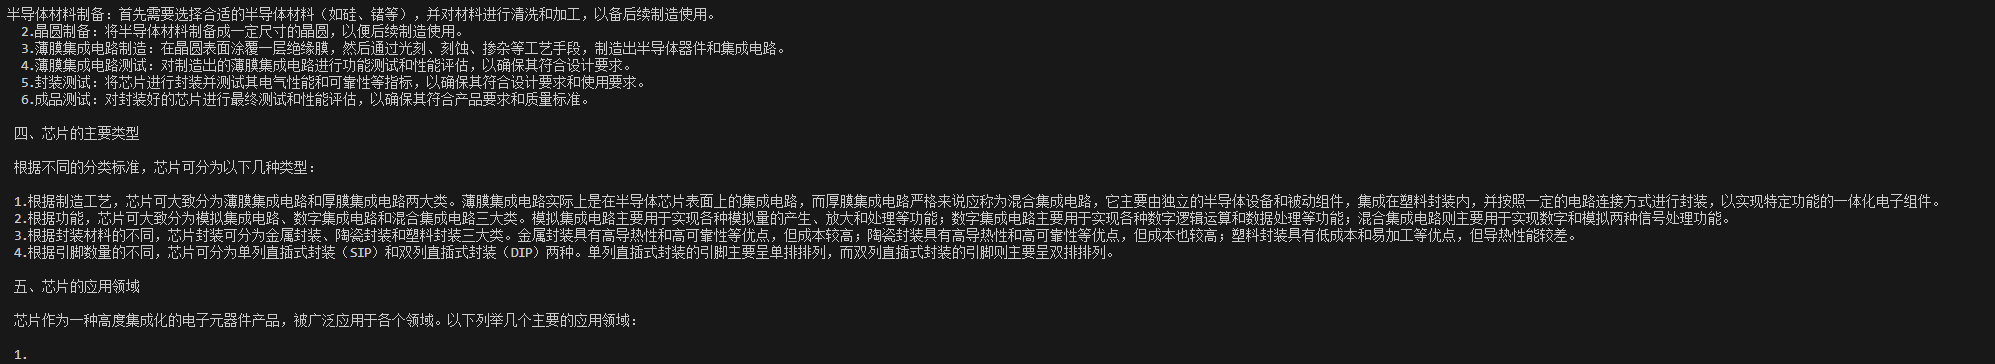 半导体材料制备：首先需要选择合适的半导体材料（如硅、锗等），并对材料进行清洗和加工，以备后续制造使用。
2.晶圆制备：将半导体材料制备成一定尺寸的晶圆，以便后续制造使用。
3.薄膜集成电路制造：在晶圆表面涂覆一层绝缘膜，然后通过光刻、刻蚀、掺杂等工艺手段，制造出半导体器件和集成电路。
4.薄膜集成电路测试：对制造出的薄膜集成电路进行功能测试和性能评估，以确保其符合设计要求。
5.封装测试：将芯片进行封装并测试其电气性能和可靠性等指标，以确保其符合设计要求和使用要求。
6.成品测试：对封装好的芯片进行最终测试和性能评估，以确保其符合产品要求和质量标准。
四、芯片的主要类型
根据不同的分类标准，芯片可分为以下几种类型：
1.根据制造工艺，芯片可大致分为薄膜集成电路和厚膜集成电路两大类。薄膜集成电路实际上是在半导体芯片表面上的集成电路，而厚膜集成电路严格来说应称为混合集成电路，它主要由独立的半导体设备和被动组件，集成在塑料封装内，并按照一定的电路连接方式进行封装，以实现特定功能的一体化电子组件。
2.根据功能，芯片可大致分为模拟集成电路、数字集成电路和混合集成电路三大类。模拟集成电路主要用于实现各种模拟量的产生、放大和处理等功能；数字集成电路主要用于实现各种数字逻辑运算和数据处理等功能；混合集成电路则主要用于实现数字和模拟两种信号处理功能。
3.根据封装材料的不同，芯片封装可分为金属封装、陶瓷封装和塑料封装三大类。金属封装具有高导热性和高可靠性等优点，但成本较高；陶瓷封装具有高导热性和高可靠性等优点，但成本也较高；塑料封装具有低成本和易加工等优点，但导热性能较差。
4.根据引脚数量的不同，芯片可分为单列直插式封装（SIP）和双列直插式封装（DIP）两种。单列直插式封装的引脚主要呈单排排列，而双列直插式封装的引脚则主要呈双排排列。
五、芯片的应用领域
芯片作为一种高度集成化的电子元器件产品，被广泛应用于各个领域。以下列举几个主要的应用领域：
1.